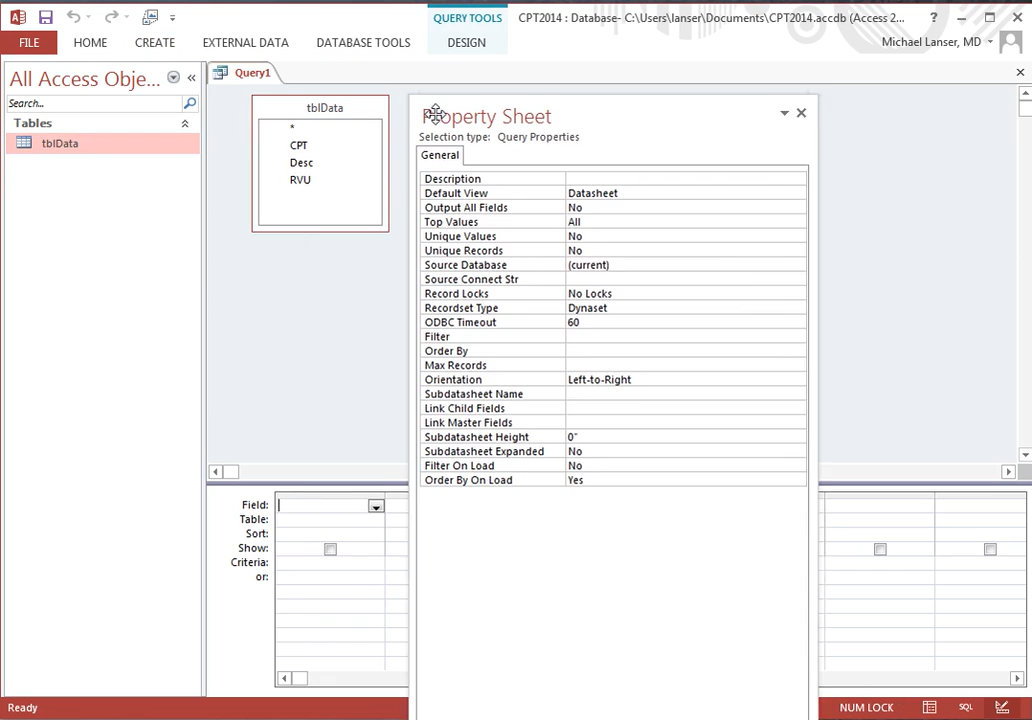 QUERY TOOLS
CPT2014 : Database- C:\Users\lanser\Documents\CPT2014.accdb (Access 2...
?
FILE HOME CREATE EXTERNAL DATA DATABASE TOOLS DESIGN
Michael Lanser, MD
All Access Obje... «
Search...
Tables
tblData
Query1
tblData
*
CPT
Desc
RVU
Property Sheet
Selection type: Query Properties
General
Description
Default View Datasheet
Output All Fields No
Top Values All
Unique Values No
Unique Records No
Source Database (current)
Source Connect Str
Record Locks No Locks
Recordset Type Dynaset
ODBC Timeout 60
Filter
Order By
Max Records
Orientation Left-to-Right
Subdatasheet Name
Link Child Fields
Link Master Fields
Subdatasheet Height 0"
Subdatasheet Expanded No
Filter On Load No
Order By On Load Yes
Field:
Table:
Sort:
Show:
Criteria:
or:
Ready
NUM LOCK
SQL